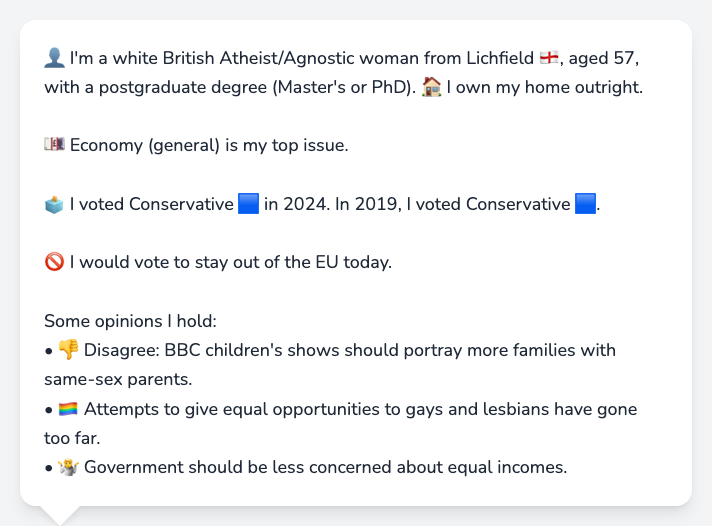 👤 I'm a white British Atheist/Agnostic woman from Lichfield 🏴󠁧󠁢󠁥󠁮󠁧󠁿, aged 57,
with a postgraduate degree (Master's or PhD). 🏠 I own my home outright.
💷 Economy (general) is my top issue.
🗳️ I voted Conservative 🟦 in 2024. In 2019, I voted Conservative 🟦.
🚫 I would vote to stay out of the EU today.
Some opinions I hold:
• 👎 Disagree: BBC children's shows should portray more families with
same-sex parents.
• 🏳️‍🌈 Attempts to give equal opportunities to gays and lesbians have gone
too far.
• 🤷 Government should be less concerned about equal incomes.